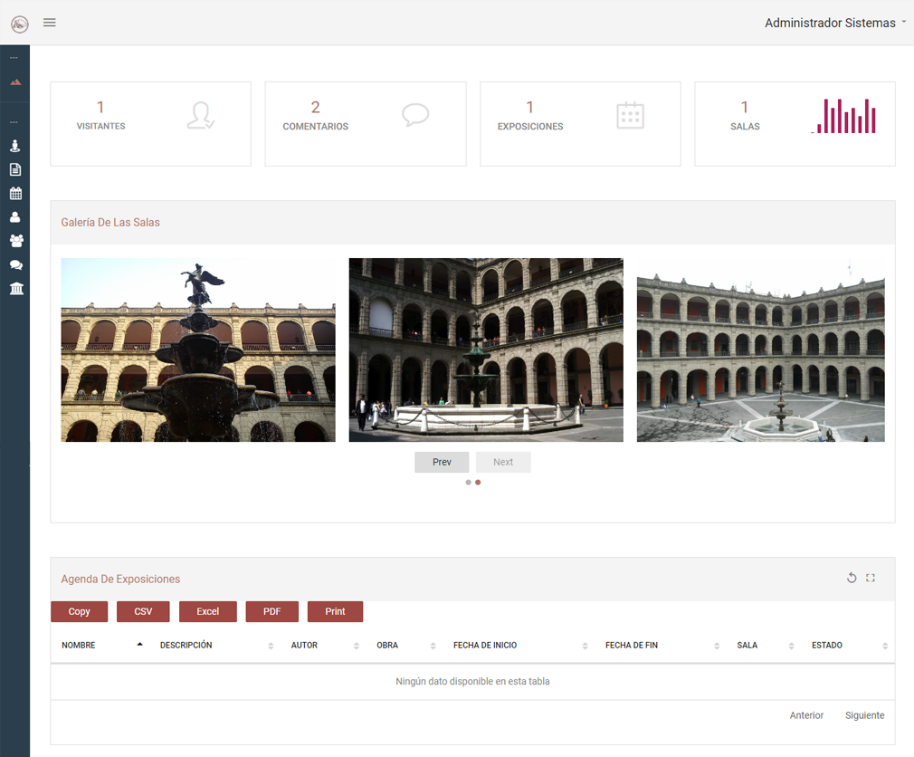 Administrador Sistemas
1
VISITANTES
2
COMENTARIOS
1
EXPOSICIONES
1
SALAS
Galería De Las Salas
Prev Next
Agenda De Exposiciones
Copy CSV Excel PDF Print
NOMBRE DESCRIPCIÓN AUTOR OBRA FECHA DE INICIO FECHA DE FIN SALA ESTADO
Ningún dato disponible en esta tabla
Anterior Siguiente